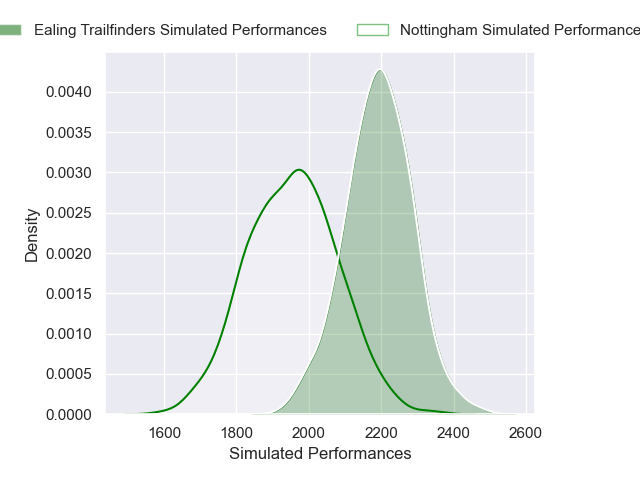 Ealing Trailfinders Simulated Performances
Nottingham Simulated Performance
0.0040
0.0035
0.0030
0.0025
0.0020
0.0015
0.0010
0.0005
0.0000
Density
1600 1800 2000 2200 2400 2600
Simulated Performances